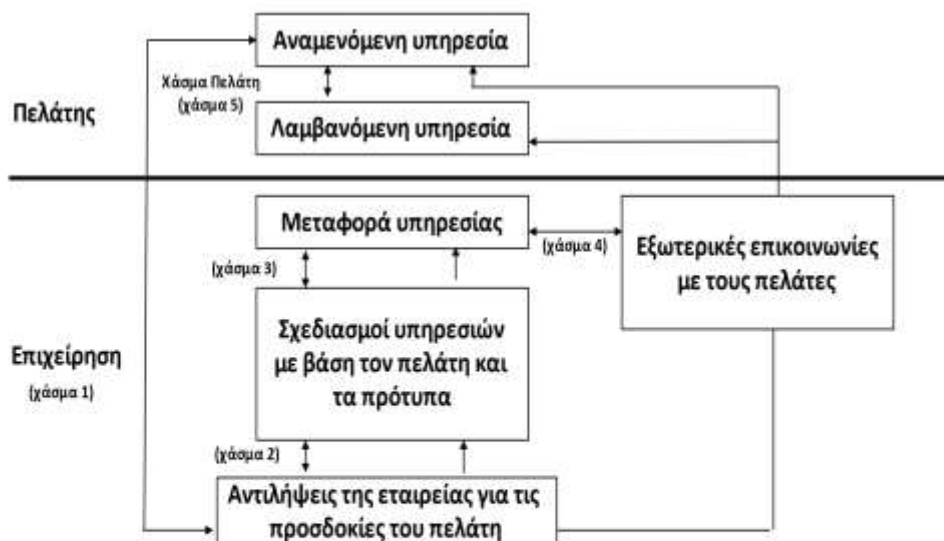 Αναμενόμενη υπηρεσία
Χάσμα Πελάτη
(χάσμα 5)
Πελάτης
Λαμβανόμενη υπηρεσία
Μεταφορά υπηρεσίας
(χάσμα 4)
Εξωτερικές επικοινωνίες
με τους πελάτες
(χάσμα 3)
Σχεδιασμοί υπηρεσιών
με βάση τον πελάτη και
τα πρότυπα
Επιχείρηση
(χάσμα 1)
(χάσμα 2)
Αντιλήψεις της εταιρείας για τις
προσδοκίες του πελάτη